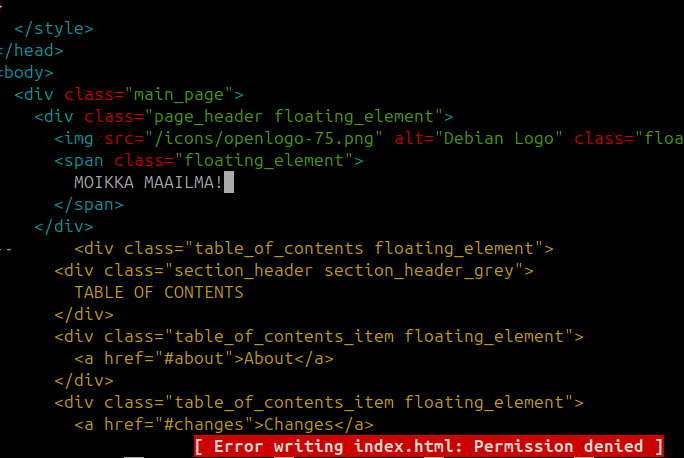 }
</style>
</head>
<body>
<div class="main_page">
<div class="page_header floating_element">
<img src="/icons/openlogo-75.png" alt="Debian Logo" class="floa
<span class="floating_element">
MOIKKA MAAILMA!
</span>
</div>
-- <div class="table_of_contents floating_element">
<div class="section_header section_header_grey">
TABLE OF CONTENTS
</div>
<div class="table_of_contents_item floating_element">
<a href="#about">About</a>
</div>
<div class="table_of_contents_item floating_element">
<a href="#changes">Changes</a>
[ Error writing index.html: Permission denied ]